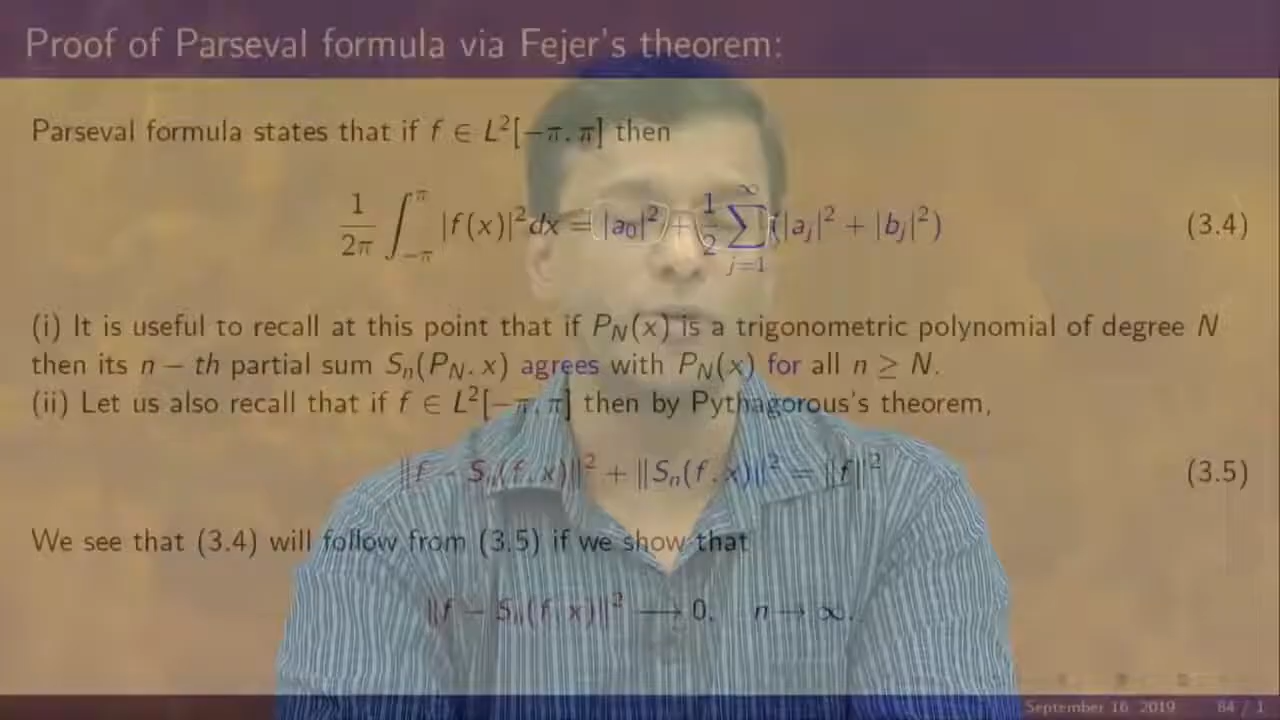 Proof of Parseval formula via Fejer's theorem:
Parseval formula states that if f ∈ L²[−π, π] then
1/2π ∫_{−π}^{π} |f(x)|² dx = |a₀|² + 1/2 ∑_{j=1}^{∞} (|a_j|² + |b_j|²) (3.4)
(i) It is useful to recall at this point that if P_N(x) is a trigonometric polynomial of degree N
then its n − th partial sum S_n(P_N, x) agrees with P_N(x) for all n ≥ N.
(ii) Let us also recall that if f ∈ L²[−π, π] then by Pythagorous's theorem,
‖f − S_n(f, x)‖² + ‖S_n(f, x)‖² = ‖f‖² (3.5)
We see that (3.4) will follow from (3.5) if we show that
‖f − S_n(f, x)‖² ⟶ 0, n → ∞.
September 16, 2019 84 / 1